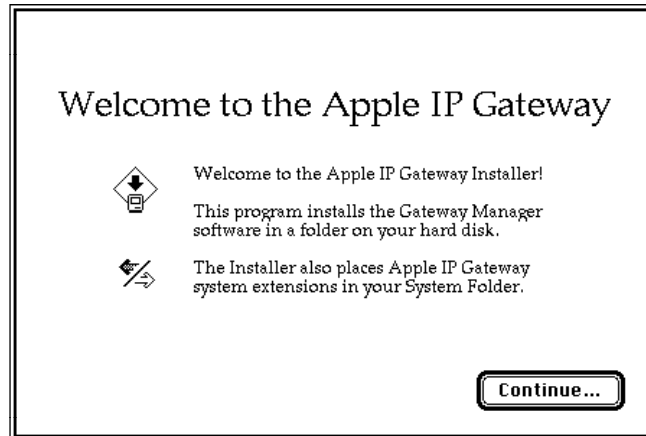 Welcome to the Apple IP Gateway
Welcome to the Apple IP Gateway Installer!
This program installs the Gateway Manager
software in a folder on your hard disk.
The Installer also places Apple IP Gateway
system extensions in your System Folder.
Continue...